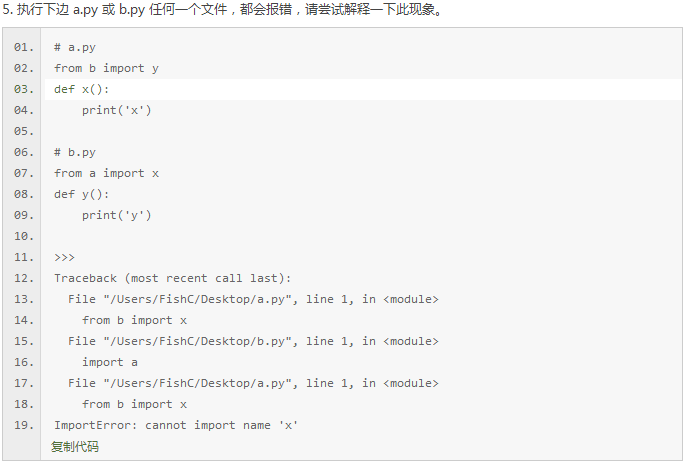 5. 执行下边 a.py 或 b.py 任何一个文件，都会报错，请尝试解释一下此现象。
01. # a.py
02. from b import y
03. def x():
04.     print('x')
05.
06. # b.py
07. from a import x
08. def y():
09.     print('y')
10.
11. >>>
12. Traceback (most recent call last):
13.   File "/Users/FishC/Desktop/a.py", line 1, in <module>
14.     from b import x
15.   File "/Users/FishC/Desktop/b.py", line 1, in <module>
16.     import a
17.   File "/Users/FishC/Desktop/a.py", line 1, in <module>
18.     from b import x
19. ImportError: cannot import name 'x'
复制代码